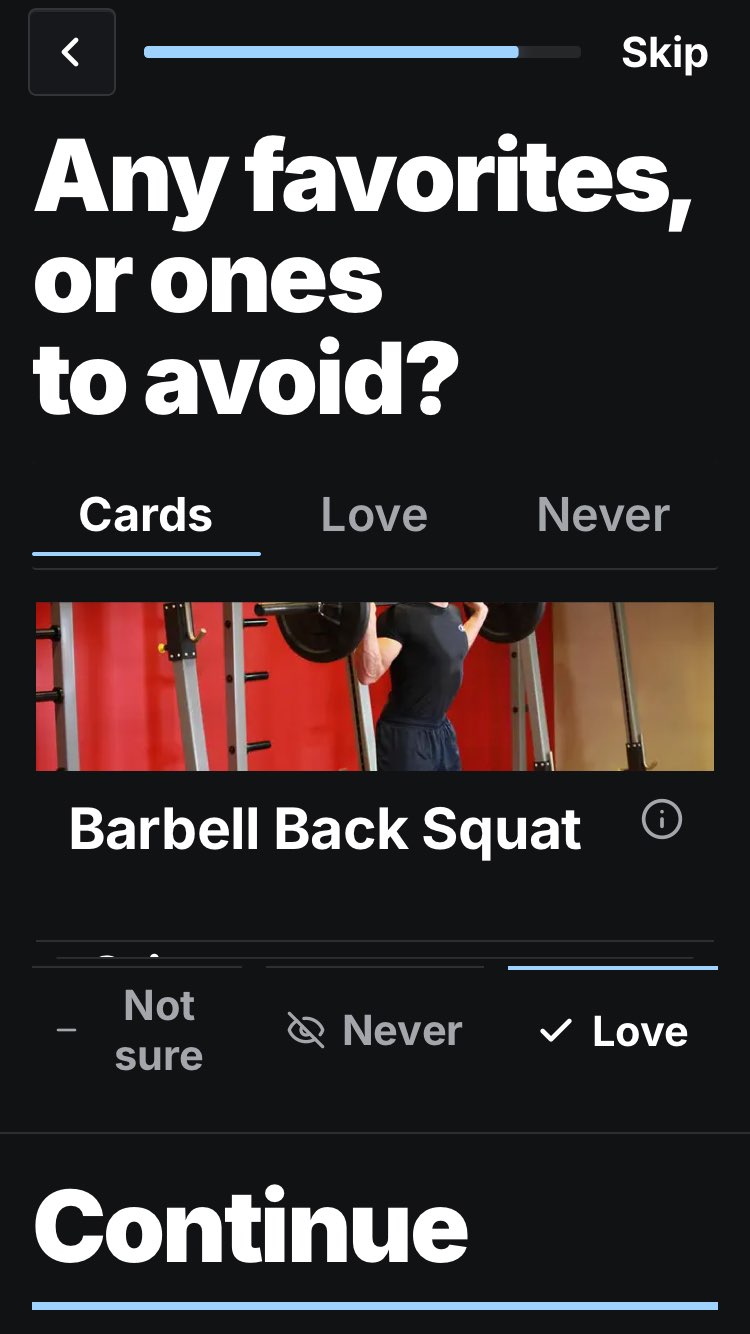 Skip
Any favorites,
or ones
to avoid?
Cards Love Never
Barbell Back Squat
Not
sure
Never
Love
Continue